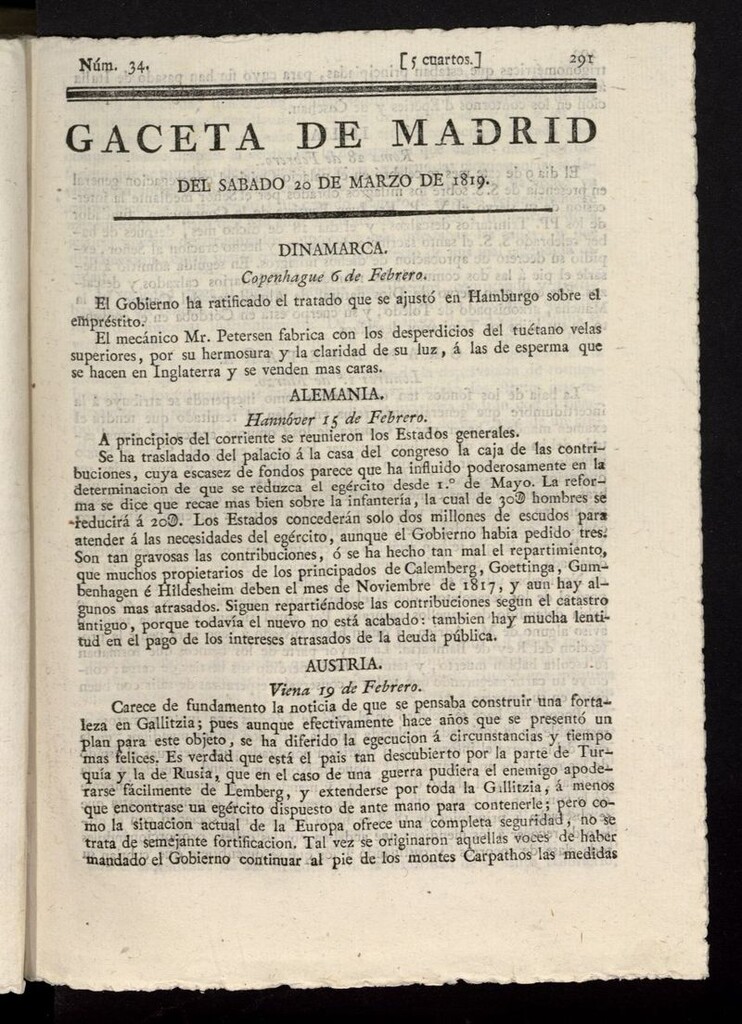 Núm. 34. [5 cuartos.] 291
GACETA DE MADRID
DEL SABADO 20 DE MARZO DE 1819.
DINAMARCA.
Copenhague 6 de Febrero.
El Gobierno ha ratificado el tratado que se ajustó en Hamburgo sobre el
empréstito.
El mecánico Mr. Petersen fabrica con los desperdicios del tuétano velas
superiores, por su hermosura y la claridad de su luz, á las de esperma que
se hacen en Inglaterra y se venden mas caras.
ALEMANIA.
Hannóver 15 de Febrero.
A principios del corriente se reunieron los Estados generales.
Se ha trasladado del palacio á la casa del congreso la caja de las contri-
buciones, cuya escasez de fondos parece que ha influido poderosamente en la
determinacion de que se reduzca el egército desde 1.º de Mayo. La refor-
ma se dice que recae mas bien sobre la infantería, la cual de 30@ hombres se
reducirá á 20@. Los Estados concederán solo dos millones de escudos para
atender á las necesidades del egército, aunque el Gobierno habia pedido tres.
Son tan gravosas las contribuciones, ó se ha hecho tan mal el repartimiento,
que muchos propietarios de los principados de Calemberg, Goettinga, Gum-
benhagen é Hildesheim deben el mes de Noviembre de 1817, y aun hay al-
gunos mas atrasados. Siguen repartiéndose las contribuciones segun el catastro
antiguo, porque todavía el nuevo no está acabado: tambien hay mucha lenti-
tud en el pago de los intereses atrasados de la deuda pública.
AUSTRIA.
Viena 19 de Febrero.
Carece de fundamento la noticia de que se pensaba construir una forta-
leza en Gallitzia; pues aunque efectivamente hace años que se presentó un
plan para este objeto, se ha diferido la egecucion á circunstancias y tiempo
mas felices. Es verdad que está el pais tan descubierto por la parte de Tur-
quía y la de Rusia, que en el caso de una guerra pudiera el enemigo apode-
rarse fácilmente de Lemberg, y extenderse por toda la Gallitzia, á menos
que encontrase un egército dispuesto de ante mano para contenerle; pero co-
mo la situacion actual de la Europa ofrece una completa seguridad, no se
trata de semejante fortificacion. Tal vez se originaron aquellas voces de haber
mandado el Gobierno continuar al pie de los montes Carpathos las medidas